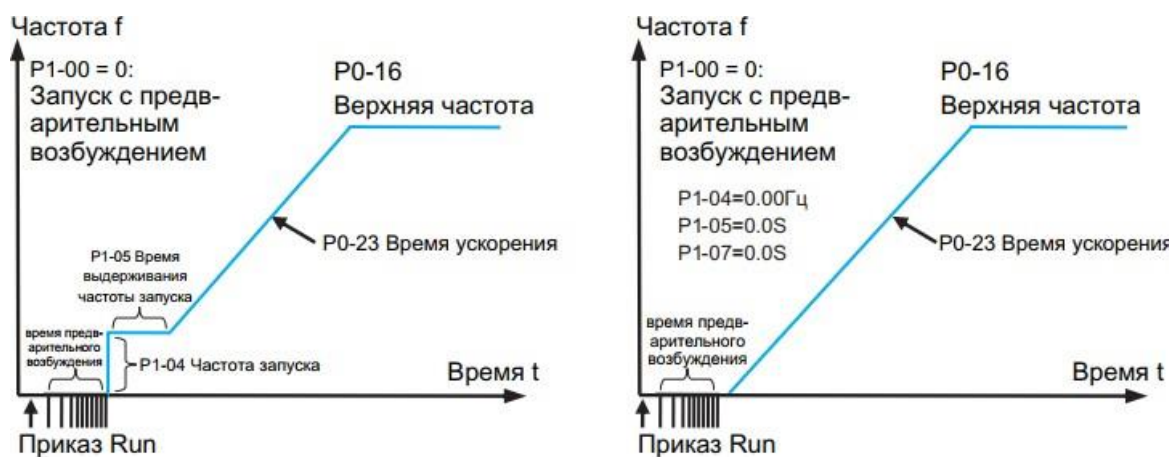 Частота f
P1-00 = 0:
Запуск с предв-
арительным
возбуждением
P0-16
Верхняя частота
P0-23 Время ускорения
P1-05 Время
выдерживания
частоты запуска
время предв-
арительного
возбуждения
P1-04 Частота запуска
Время t
Приказ Run
Частота f
P1-00 = 0:
Запуск с предв-
арительным
возбуждением
P0-16
Верхняя частота
P1-04=0.00Гц
P1-05=0.0S
P1-07=0.0S
P0-23 Время ускорения
время предв-
арительного
возбуждения
Время t
Приказ Run